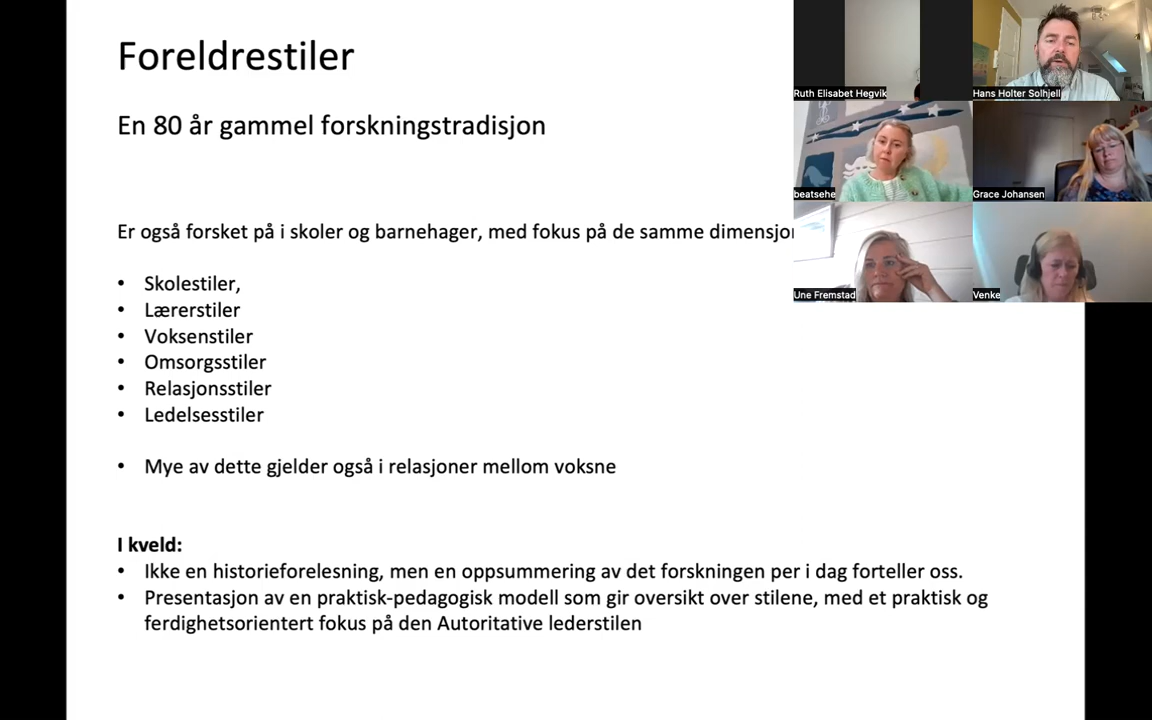 Foreldrestiler
En 80 år gammel forskningstradisjon
Er også forsket på i skoler og barnehager, med fokus på de samme
• Skolestiler,
• Lærerstiler
• Voksenstiler
• Omsorgsstiler
• Relasjonsstiler
• Ledelsesstiler
• Mye av dette gjelder også i relasjoner mellom voksne
I kveld:
• Ikke en historieforelesning, men en oppsummering av det forskningen per i dag forteller oss.
• Presentasjon av en praktisk-pedagogisk modell som gir oversikt over stilene, med et praktisk og
ferdighetsorientert fokus på den Autoritative lederstilen
Ruth Elisabet Hegvik
Hans Holter Solhjell
beatsehe
Grace Johansen
Une Fremstad
Venke